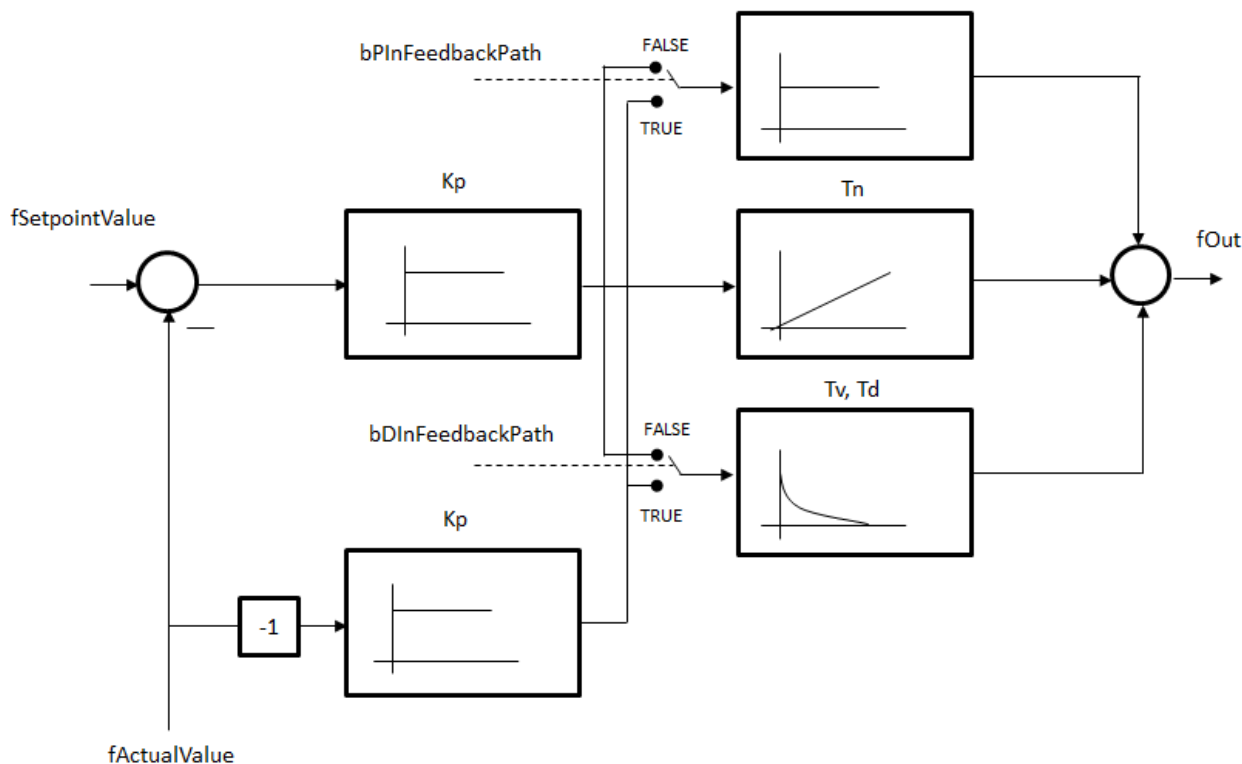 bPInFeedbackPath
FALSE
TRUE
Kp
Tn
fSetpointValue
fOut
—
Tv, Td
bDInFeedbackPath
FALSE
TRUE
Kp
-1
fActualValue